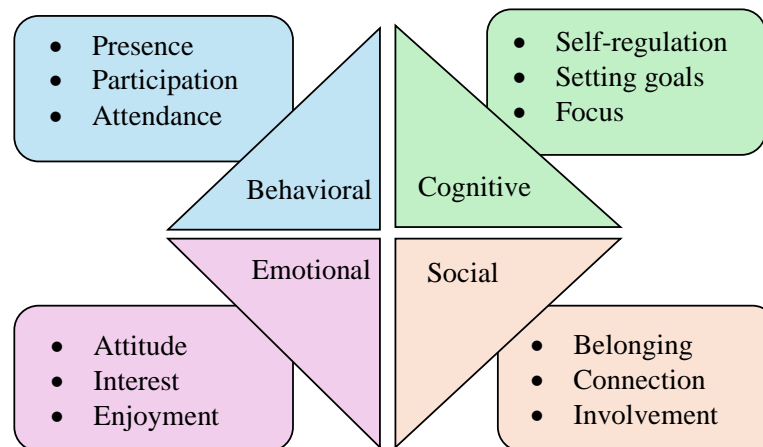 • Presence
• Participation
• Attendance
• Self-regulation
• Setting goals
• Focus
Behavioral
Cognitive
Emotional
Social
• Attitude
• Interest
• Enjoyment
• Belonging
• Connection
• Involvement